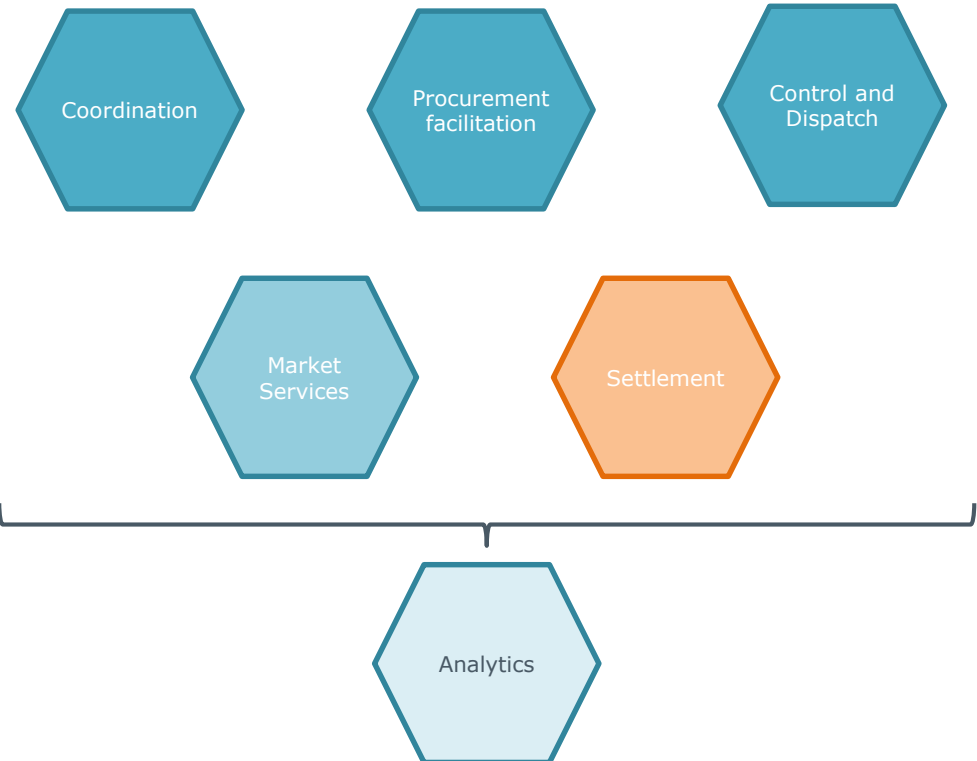 Coordination
Procurement
facilitation
Control and
Dispatch
Market
Services
Settlement
Analytics